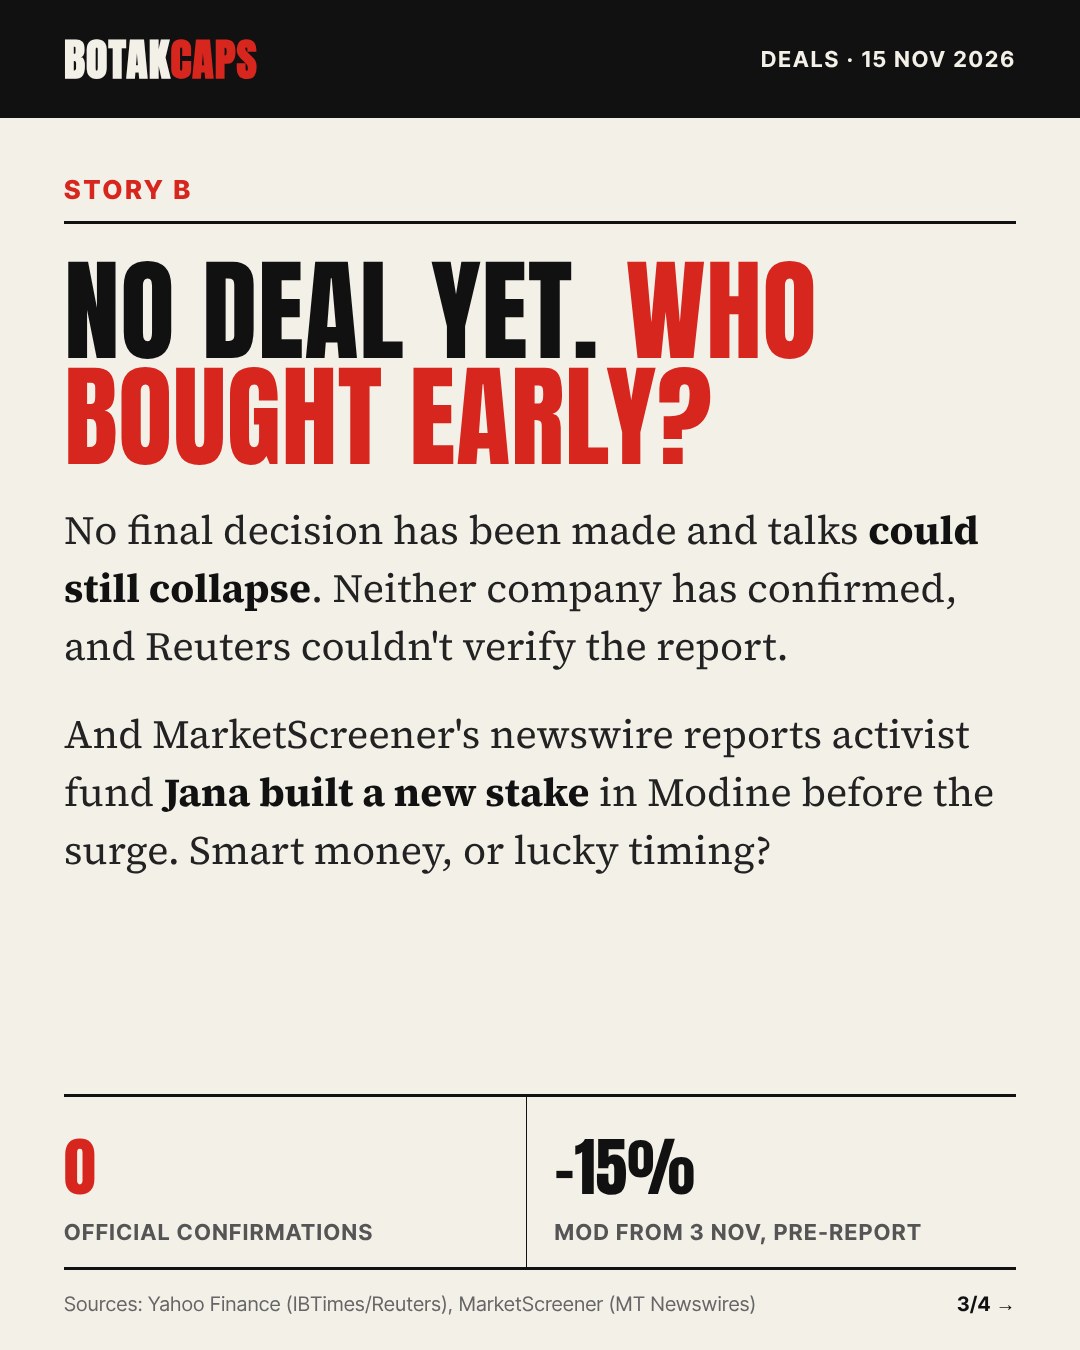 BOTAKCAPS
DEALS · 15 NOV 2026
STORY B
NO DEAL YET. WHO
BOUGHT EARLY?
No final decision has been made and talks could
still collapse. Neither company has confirmed,
and Reuters couldn't verify the report.
And MarketScreener's newswire reports activist
fund Jana built a new stake in Modine before the
surge. Smart money, or lucky timing?
0
OFFICIAL CONFIRMATIONS
-15%
MOD FROM 3 NOV, PRE-REPORT
Sources: Yahoo Finance (IBTimes/Reuters), MarketScreener (MT Newswires)
3/4 →